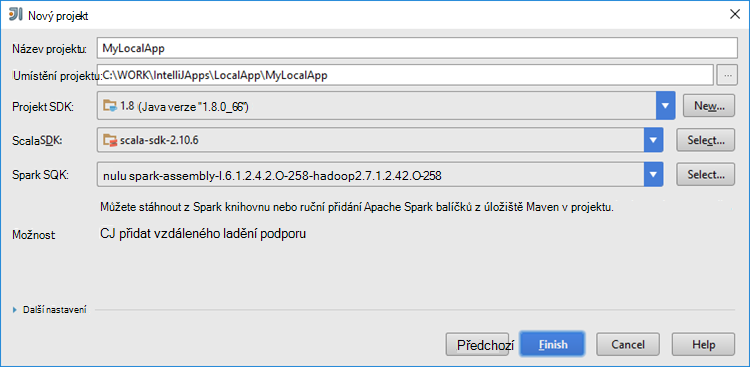 Nový projekt
Název projektu: MyLocalApp
Umístění projektu: C:\WORK\IntelliJApps\LocalApp\MyLocalApp ...
Projekt SDK: 1.8 (Java verze "1.8.0_66") New...
ScalaSDK: scala-sdk-2.10.6 Select...
Spark SQK: nulu spark-assembly-l.6.1.2.4.2.O-258-hadoop2.7.1.2.42.O-258 Select...
Můžete stáhnout z Spark knihovnu nebo ruční přidání Apache Spark balíčků z úložiště Maven v projektu.
Možnost CJ přidat vzdáleného ladění podporu
Další nastavení
Předchozí Finish Cancel Help